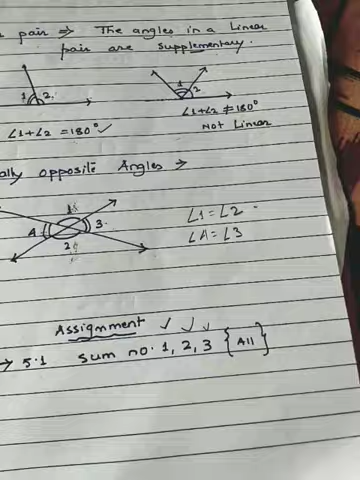 pair ⇒ The angles in a Linear
pair are supplementary.
1 2
1 2
∠1+∠2 = 180° ✓
∠1+∠2 ≠ 180°
Not Linear
ally opposite Angles →
1
A 3
2
∠1 = ∠2
∠A = ∠3
Assignment ✓ ✓ ✓
→ 5.1 Sum no. 1, 2, 3 {All}